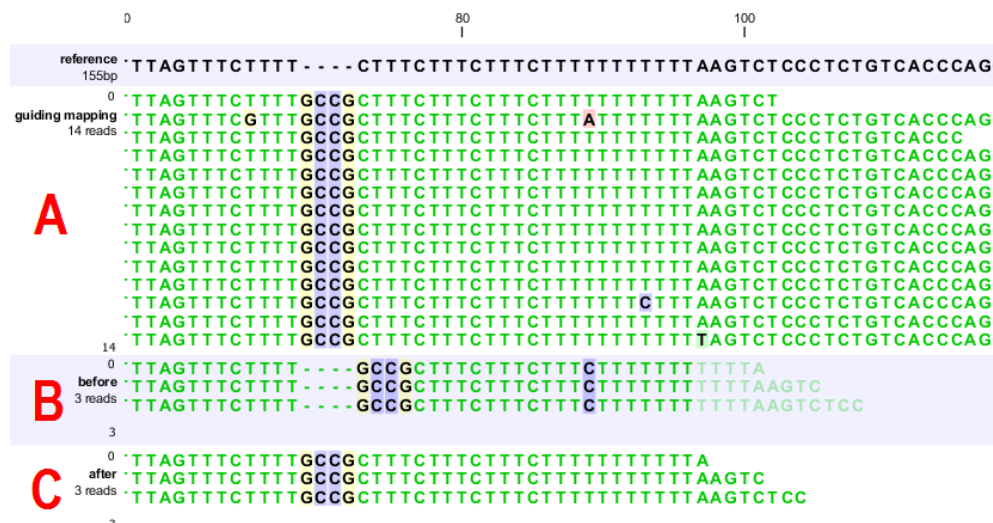 0 80 100
reference TTAGTTTCTTTT----CTTTCTTTCTTTCTTTTTTTTTTTAAGTCTCCCTCTGTCACCCAG
155bp
0 TTAGTTTCTTTTGCCGCTTTCTTTCTTTCTTTTTTTTTTTAAGTCT
guiding mapping TTAGTTTCGTTTGCCGCTTTCTTTCTTTCTTTATTTTTTTAAGTCTCCCTCTGTCACCCAG
14 reads TTAGTTTCTTTTGCCGCTTTCTTTCTTTCTTTTTTTTTTTAAGTCTCCCTCTGTCACCC
TTAGTTTCTTTTGCCGCTTTCTTTCTTTCTTTTTTTTTTTAAGTCTCCCTCTGTCACCCAG
TTAGTTTCTTTTGCCGCTTTCTTTCTTTCTTTTTTTTTTTAAGTCTCCCTCTGTCACCCAG
TTAGTTTCTTTTGCCGCTTTCTTTCTTTCTTTTTTTTTTTAAGTCTCCCTCTGTCACCCAG
A TTAGTTTCTTTTGCCGCTTTCTTTCTTTCTTTTTTTTTTTAAGTCTCCCTCTGTCACCCAG
TTAGTTTCTTTTGCCGCTTTCTTTCTTTCTTTTTTTTTTTAAGTCTCCCTCTGTCACCCAG
TTAGTTTCTTTTGCCGCTTTCTTTCTTTCTTTTTTTTTTTAAGTCTCCCTCTGTCACCCAG
TTAGTTTCTTTTGCCGCTTTCTTTCTTTCTTTTTTTTTTTAAGTCTCCCTCTGTCACCCAG
TTAGTTTCTTTTGCCGCTTTCTTTCTTTCTTTTTTTTTTTAAGTCTCCCTCTGTCACCCAG
TTAGTTTCTTTTGCCGCTTTCTTTCTTTCTTTTTTTCTTTAAGTCTCCCTCTGTCACCCAG
TTAGTTTCTTTTGCCGCTTTCTTTCTTTCTTTTTTTTTTTAAGTCTCCCTCTGTCACCCAG
14 TTAGTTTCTTTTGCCGCTTTCTTTCTTTCTTTTTTTTTTTTAGTCTCCCTCTGTCACCCAG
0 TTAGTTTCTTTT----GCCGCTTTCTTTCTTTCTTTTTTTTTTTA
before TTAGTTTCTTTT----GCCGCTTTCTTTCTTTCTTTTTTTTTTTAAGTC
B 3 reads TTAGTTTCTTTT----GCCGCTTTCTTTCTTTCTTTTTTTTTTTAAGTCTCC
3
0 TTAGTTTCTTTTGCCGCTTTCTTTCTTTCTTTTTTTTTTTA
after TTAGTTTCTTTTGCCGCTTTCTTTCTTTCTTTTTTTTTTTAAGTC
C 3 reads TTAGTTTCTTTTGCCGCTTTCTTTCTTTCTTTTTTTTTTTAAGTCTCC